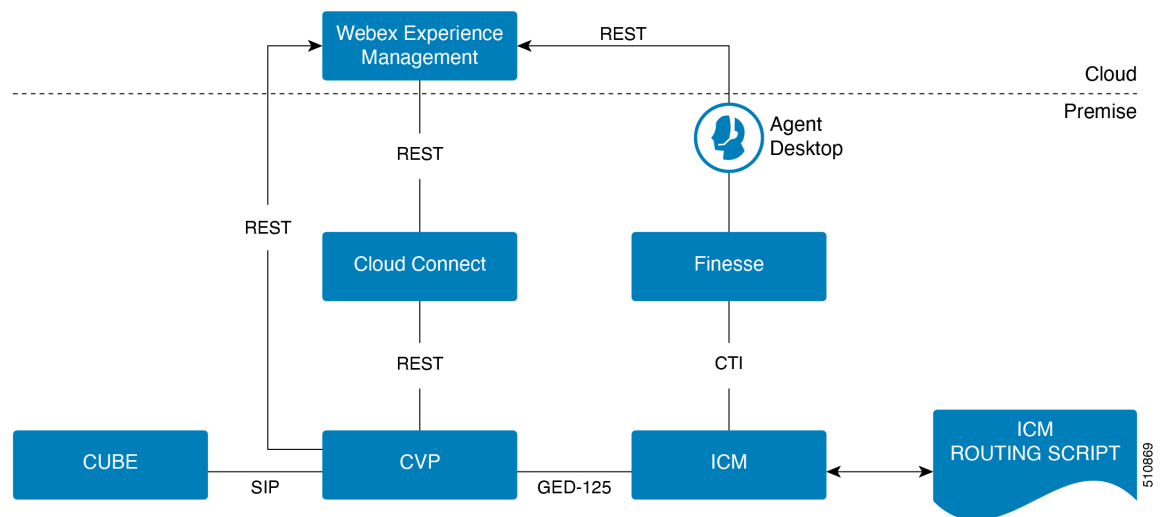 Webex Experience
Management
REST
Cloud
Premise
Agent
Desktop
REST
REST
Cloud Connect
Finesse
REST
CTI
CUBE
CVP
ICM
ICM
ROUTING SCRIPT
SIP
GED-125
510869